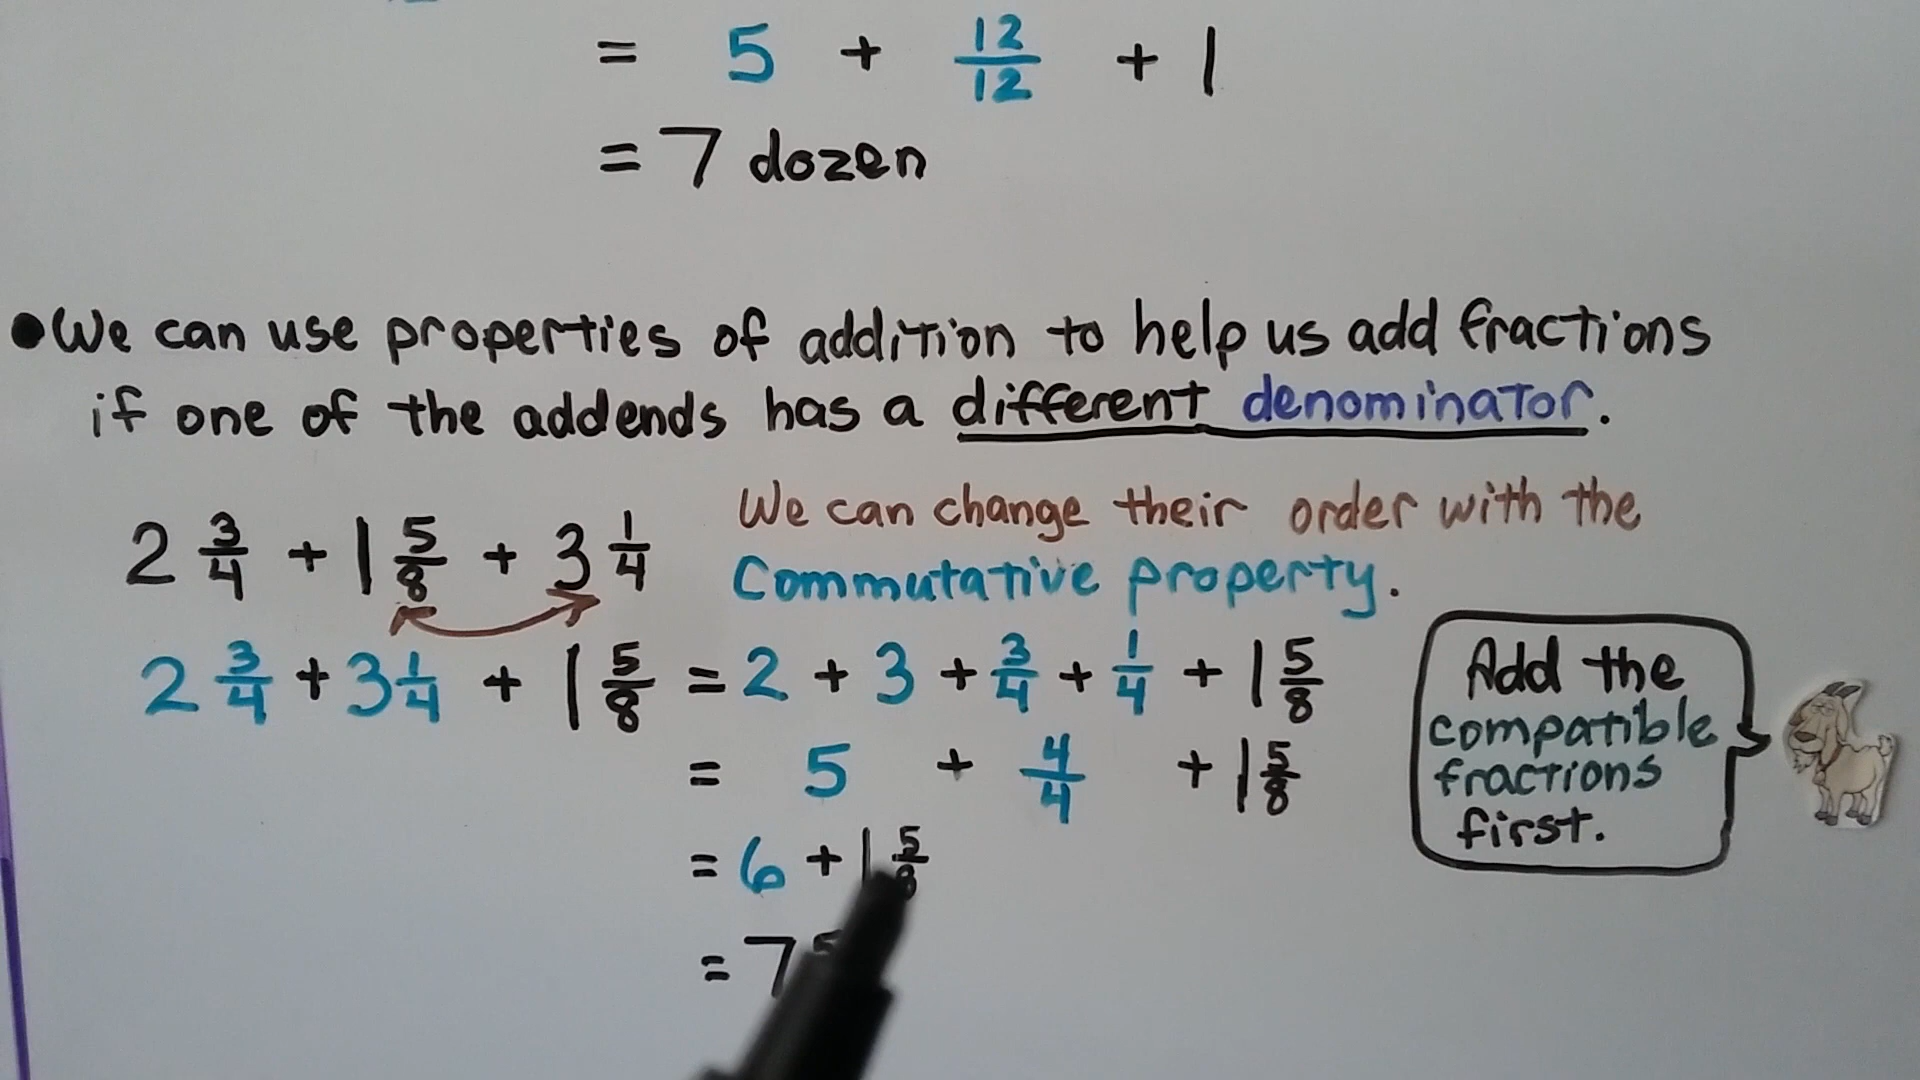 = 5 + 12/12 + 1
= 7 dozen
• We can use properties of addition to help us add fractions
if one of the addends has a different denominator.
2 3/4 + 1 5/8 + 3 1/4
We can change their order with the
Commutative property.
2 3/4 + 3 1/4 + 1 5/8 = 2 + 3 + 3/4 + 1/4 + 1 5/8
= 5 + 4/4 + 1 5/8
= 6 + 1 5/8
= 7
Add the
compatible
fractions
first.